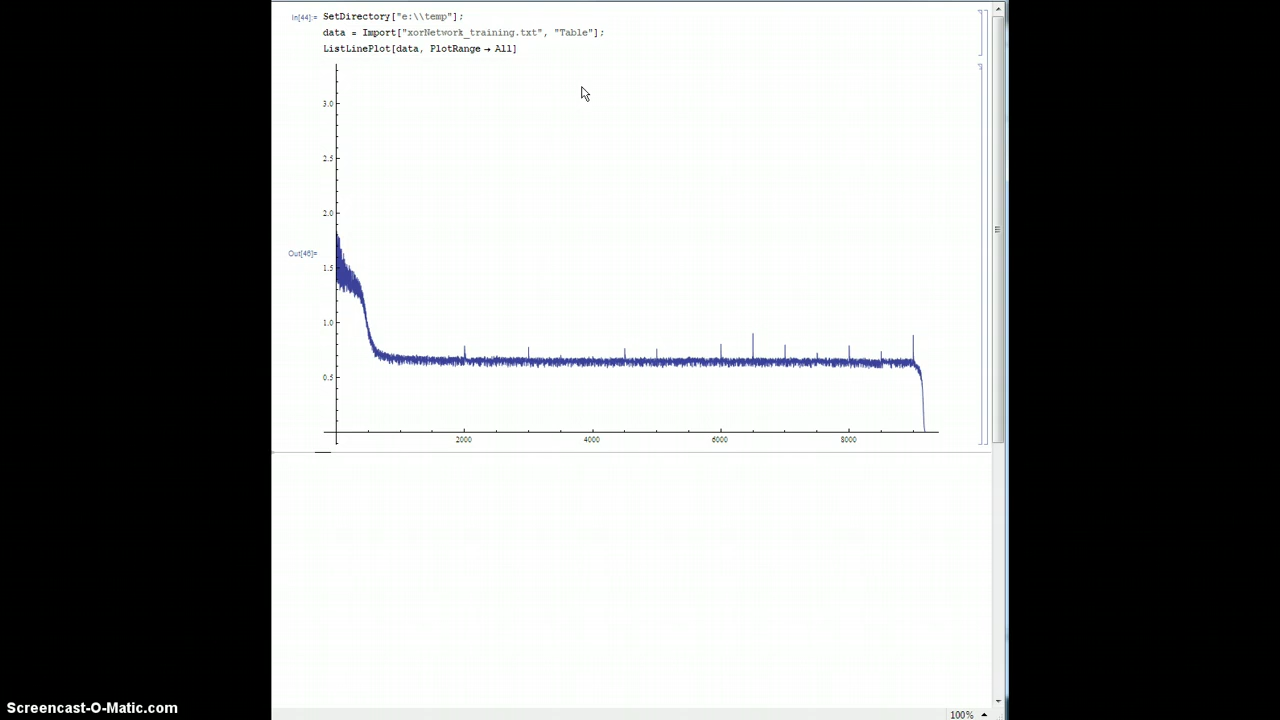 In[44]:= SetDirectory["e:\\temp"];
data = Import["xorNetwork_training.txt", "Table"];
ListLinePlot[data, PlotRange → All]
3.0
2.5
2.0
Out[46]=
1.5
1.0
0.5
2000 4000 6000 8000
Screencast-O-Matic.com
100%